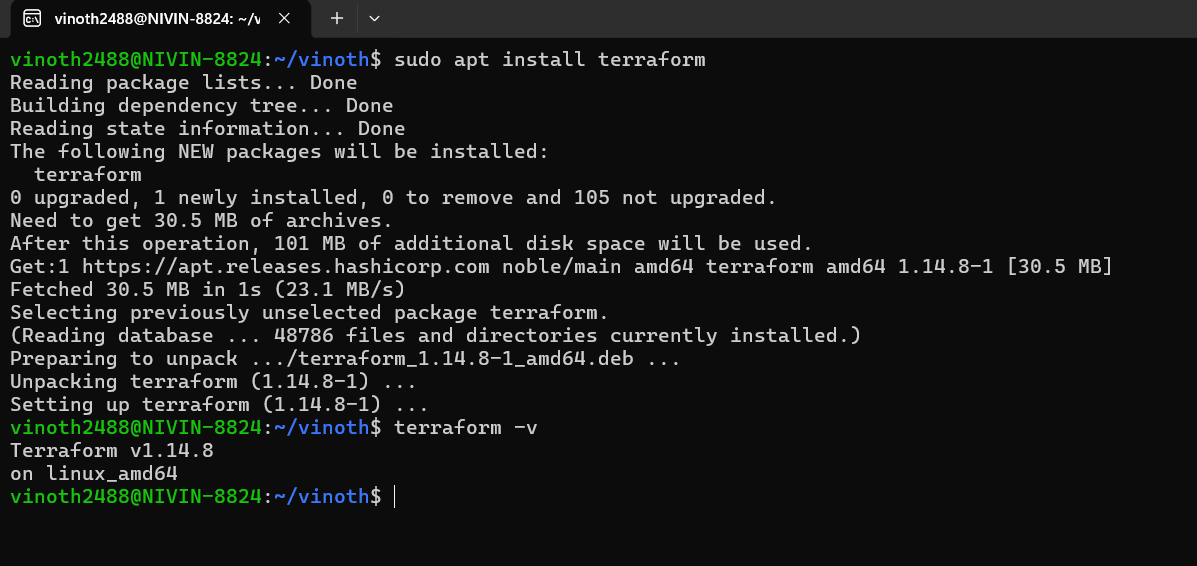 vinoth2488@NIVIN-8824: ~/v
vinoth2488@NIVIN-8824:~/vinoth$ sudo apt install terraform
Reading package lists... Done
Building dependency tree... Done
Reading state information... Done
The following NEW packages will be installed:
  terraform
0 upgraded, 1 newly installed, 0 to remove and 105 not upgraded.
Need to get 30.5 MB of archives.
After this operation, 101 MB of additional disk space will be used.
Get:1 https://apt.releases.hashicorp.com noble/main amd64 terraform amd64 1.14.8-1 [30.5 MB]
Fetched 30.5 MB in 1s (23.1 MB/s)
Selecting previously unselected package terraform.
(Reading database ... 48786 files and directories currently installed.)
Preparing to unpack .../terraform_1.14.8-1_amd64.deb ...
Unpacking terraform (1.14.8-1) ...
Setting up terraform (1.14.8-1) ...
vinoth2488@NIVIN-8824:~/vinoth$ terraform -v
Terraform v1.14.8
on linux_amd64
vinoth2488@NIVIN-8824:~/vinoth$